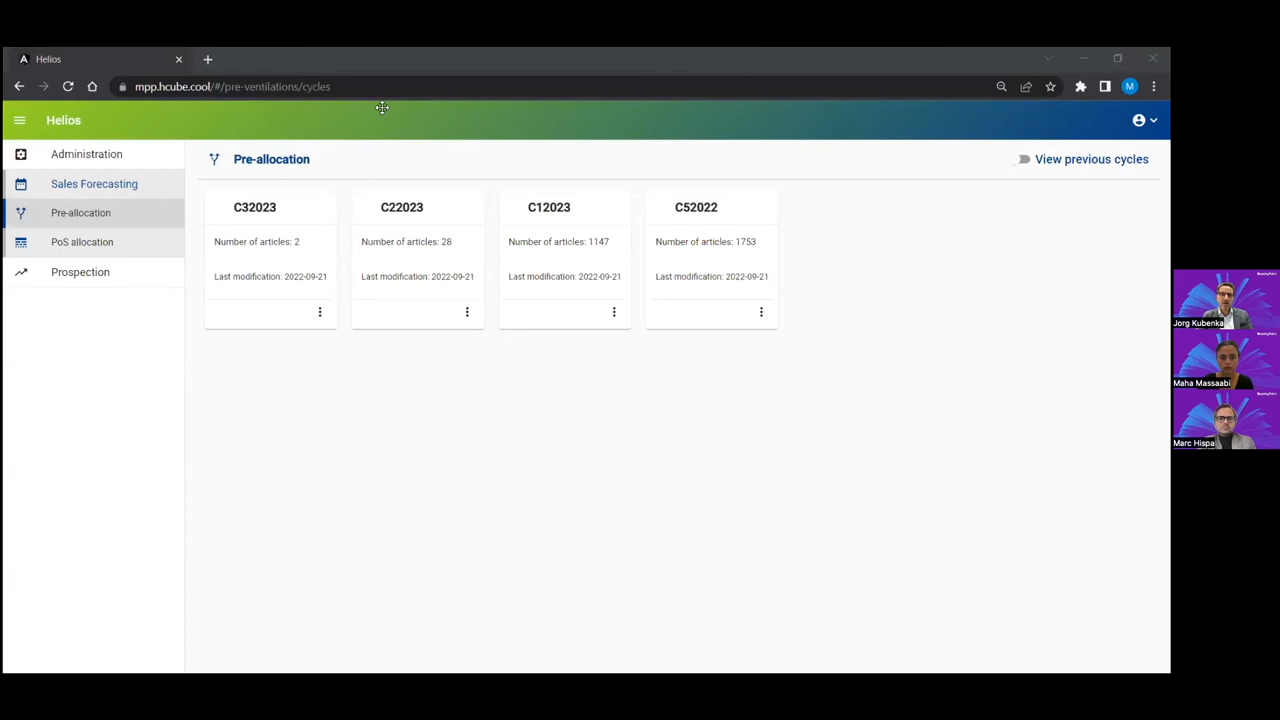 Helios
mpp.hcube.cool/#/pre-ventilations/cycles
M
Helios
Administration
Sales Forecasting
Pre-allocation
PoS allocation
Prospection
Pre-allocation
View previous cycles
C32023
Number of articles: 2
Last modification: 2022-09-21
C22023
Number of articles: 28
Last modification: 2022-09-21
C12023
Number of articles: 1147
Last modification: 2022-09-21
C52022
Number of articles: 1753
Last modification: 2022-09-21
BearingPoint
Jorg Kubenka
BearingPoint
Maha Massaabi
BearingPoint
Marc Hispa